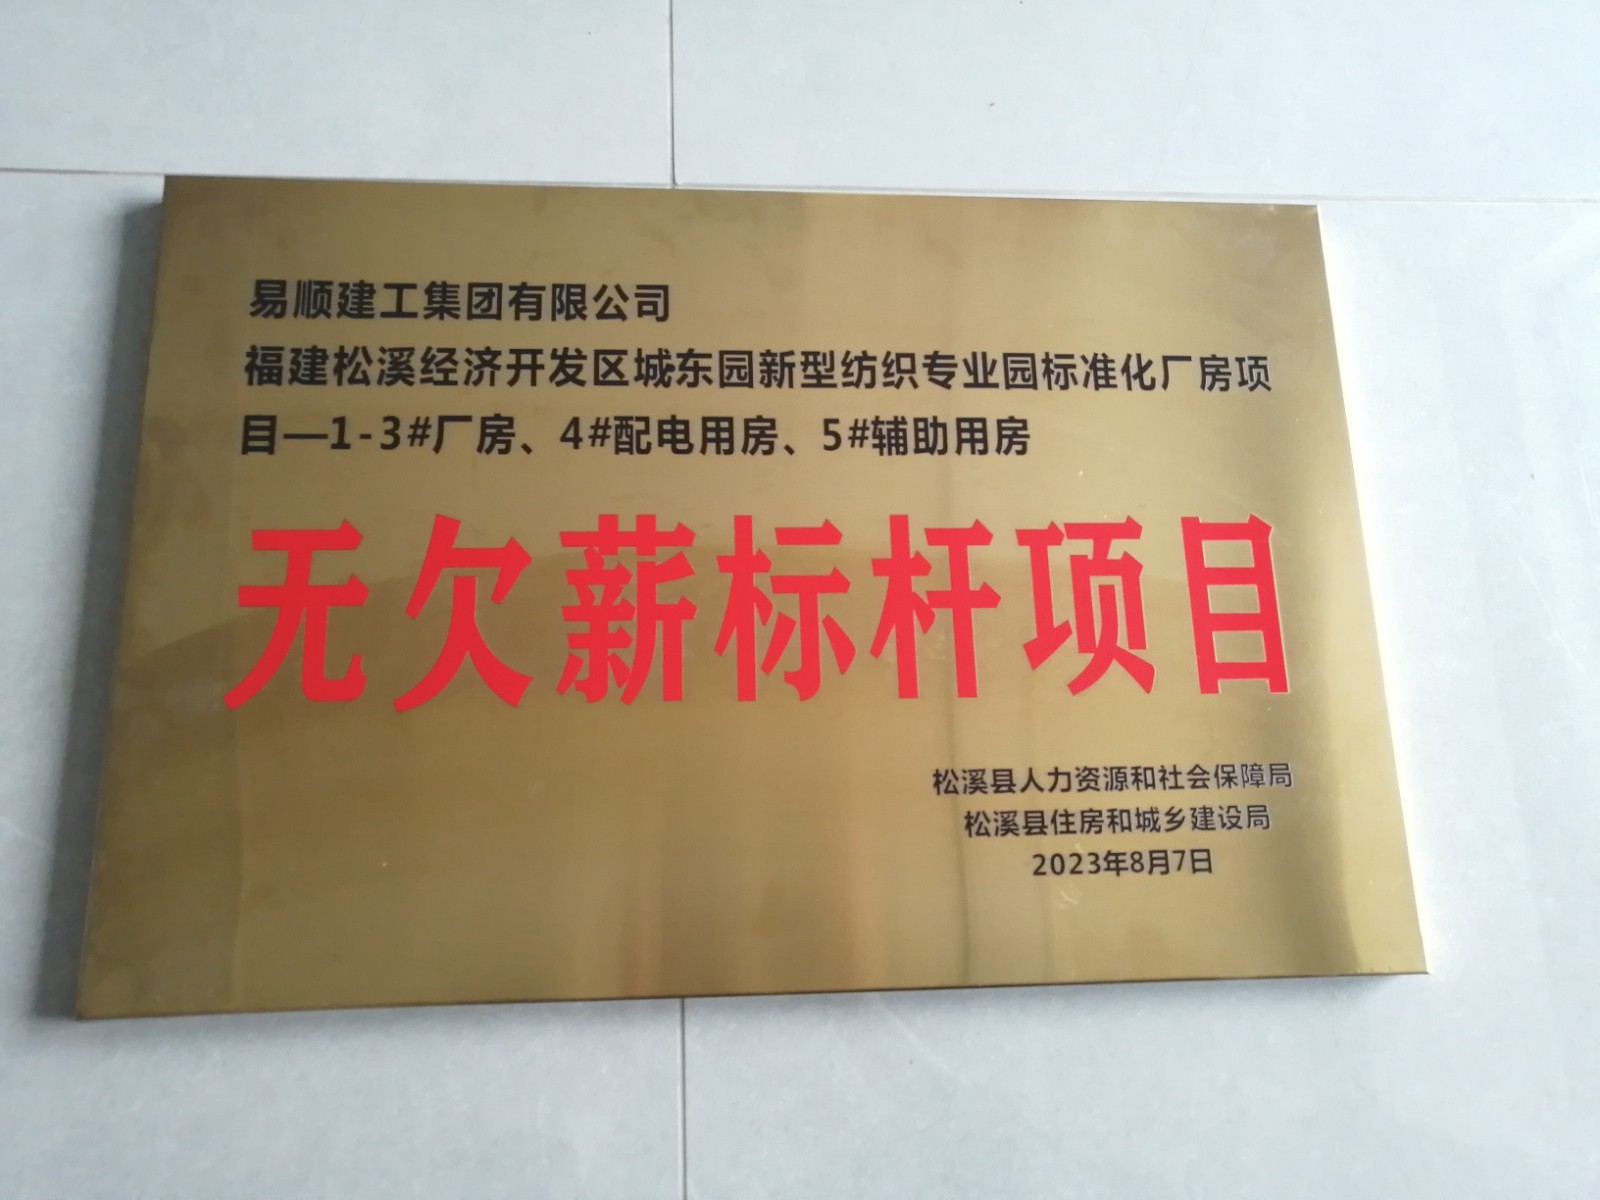 易顺建工集团有限公司
福建松溪经济开发区城东园新型纺织专业园标准化厂房项
目—1-3#厂房、4#配电用房、5#辅助用房
无欠薪标杆项目
松溪县人力资源和社会保障局
松溪县住房和城乡建设局
2023年8月7日